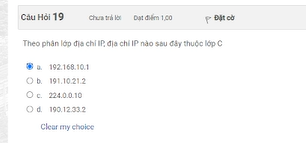 Câu Hỏi 19 Chưa trả lời Đạt điểm 1,00 Đặt cờ
Theo phân lớp địa chỉ IP, địa chỉ IP nào sau đây thuộc lớp C
a. 192.168.10.1
b. 191.10.21.2
c. 224.0.0.10
d. 190.12.33.2
Clear my choice